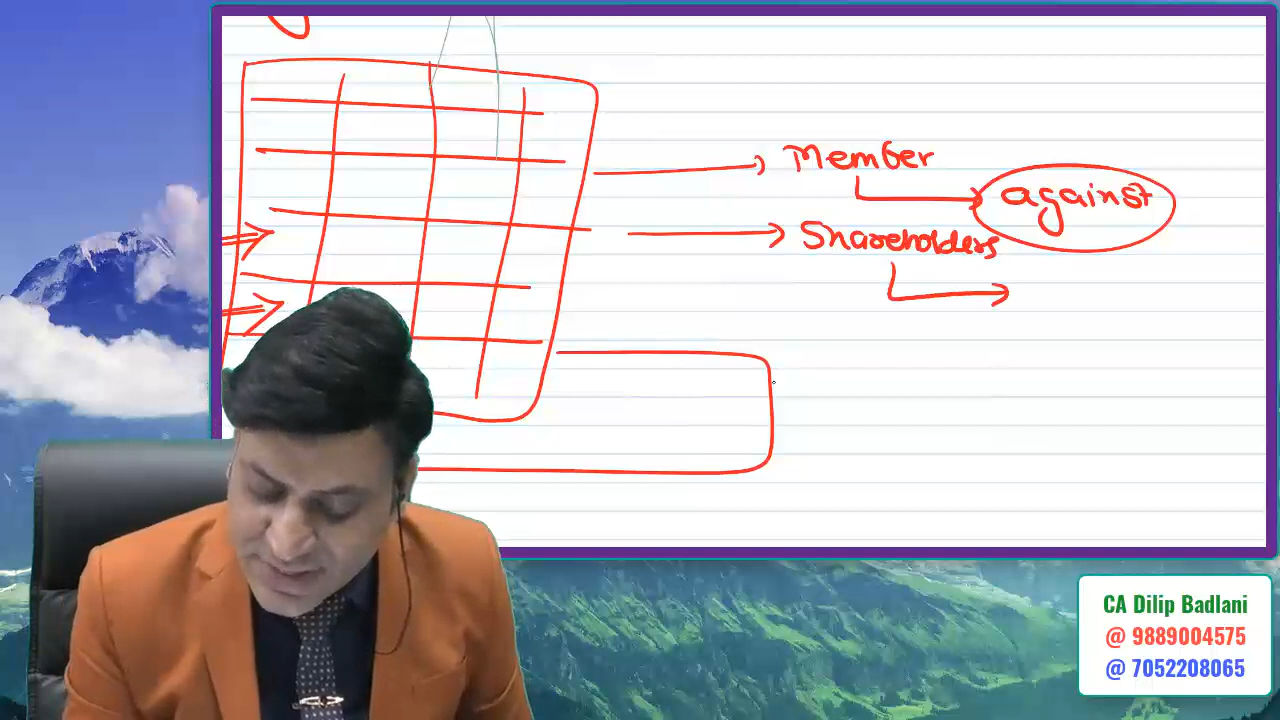 Member
against
Shareholders
CA Dilip Badlani
@ 9889004575
@ 7052208065